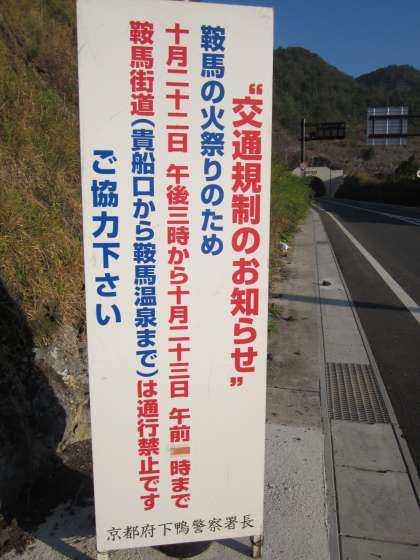 “交通規制のお知らせ”
鞍馬の火祭りのため
十月二十二日 午後三時から十月二十三日 午前一時まで
鞍馬街道(貴船口から鞍馬温泉まで)は通行禁止です
ご協力下さい
京都府下鴨警察署長